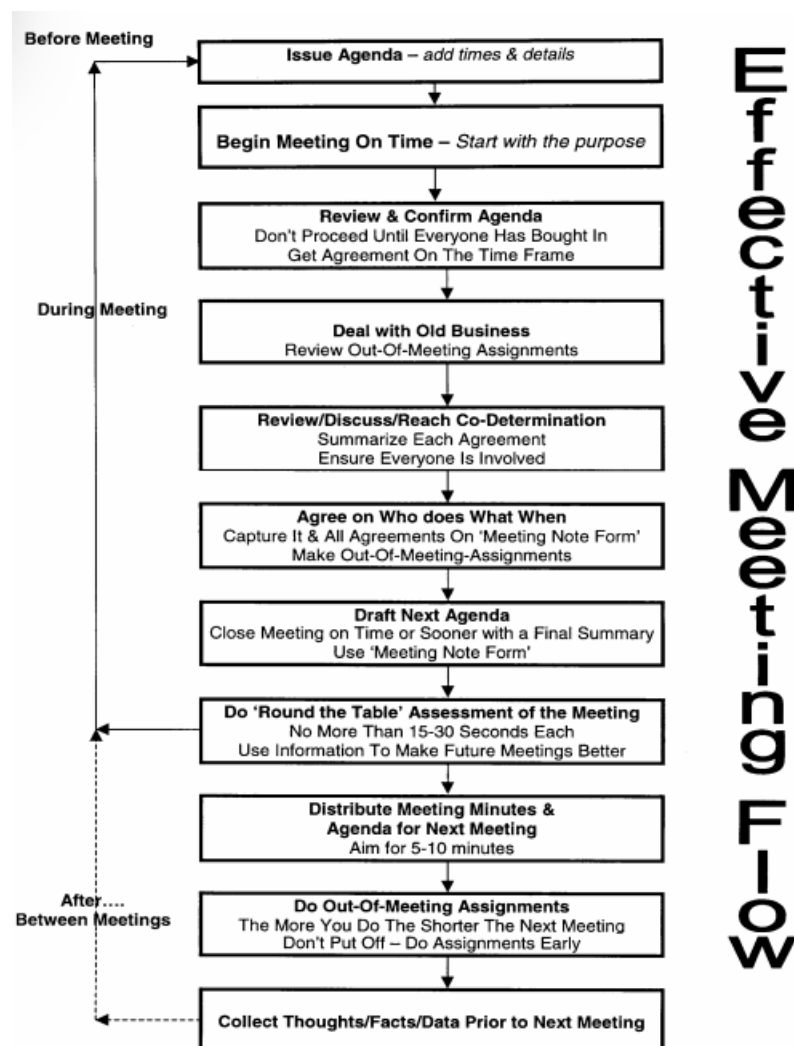 Before Meeting
Issue Agenda – add times & details
Begin Meeting On Time – Start with the purpose
Review & Confirm Agenda
Don't Proceed Until Everyone Has Bought In
Get Agreement On The Time Frame
During Meeting
Deal with Old Business
Review Out-Of-Meeting Assignments
Review/Discuss/Reach Co-Determination
Summarize Each Agreement
Ensure Everyone Is Involved
Agree on Who does What When
Capture It & All Agreements On 'Meeting Note Form'
Make Out-Of-Meeting-Assignments
Draft Next Agenda
Close Meeting on Time or Sooner with a Final Summary
Use 'Meeting Note Form'
Do 'Round the Table' Assessment of the Meeting
No More Than 15-30 Seconds Each
Use Information To Make Future Meetings Better
Distribute Meeting Minutes &
Agenda for Next Meeting
Aim for 5-10 minutes
After....
Between Meetings
Do Out-Of-Meeting Assignments
The More You Do The Shorter The Next Meeting
Don't Put Off – Do Assignments Early
Collect Thoughts/Facts/Data Prior to Next Meeting
Effective Meeting Flow